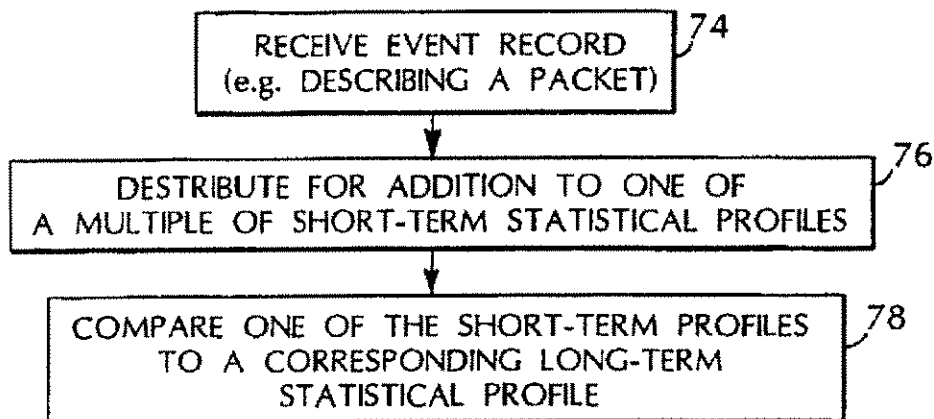 RECEIVE EVENT RECORD
(e.g. DESCRIBING A PACKET)
74
DESTRIBUTE FOR ADDITION TO ONE OF
A MULTIPLE OF SHORT-TERM STATISTICAL PROFILES
76
COMPARE ONE OF THE SHORT-TERM PROFILES
TO A CORRESPONDING LONG-TERM
STATISTICAL PROFILE
78